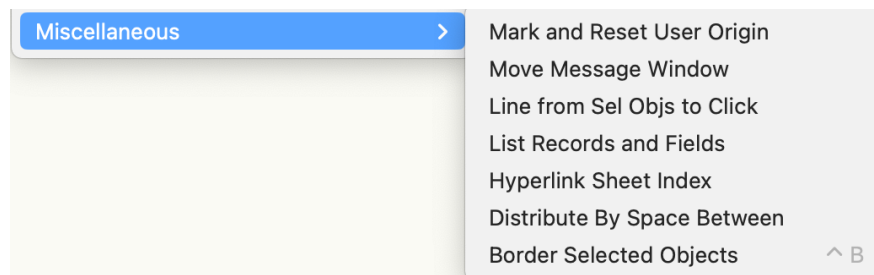 Miscellaneous
Mark and Reset User Origin
Move Message Window
Line from Sel Objs to Click
List Records and Fields
Hyperlink Sheet Index
Distribute By Space Between
Border Selected Objects ^ B